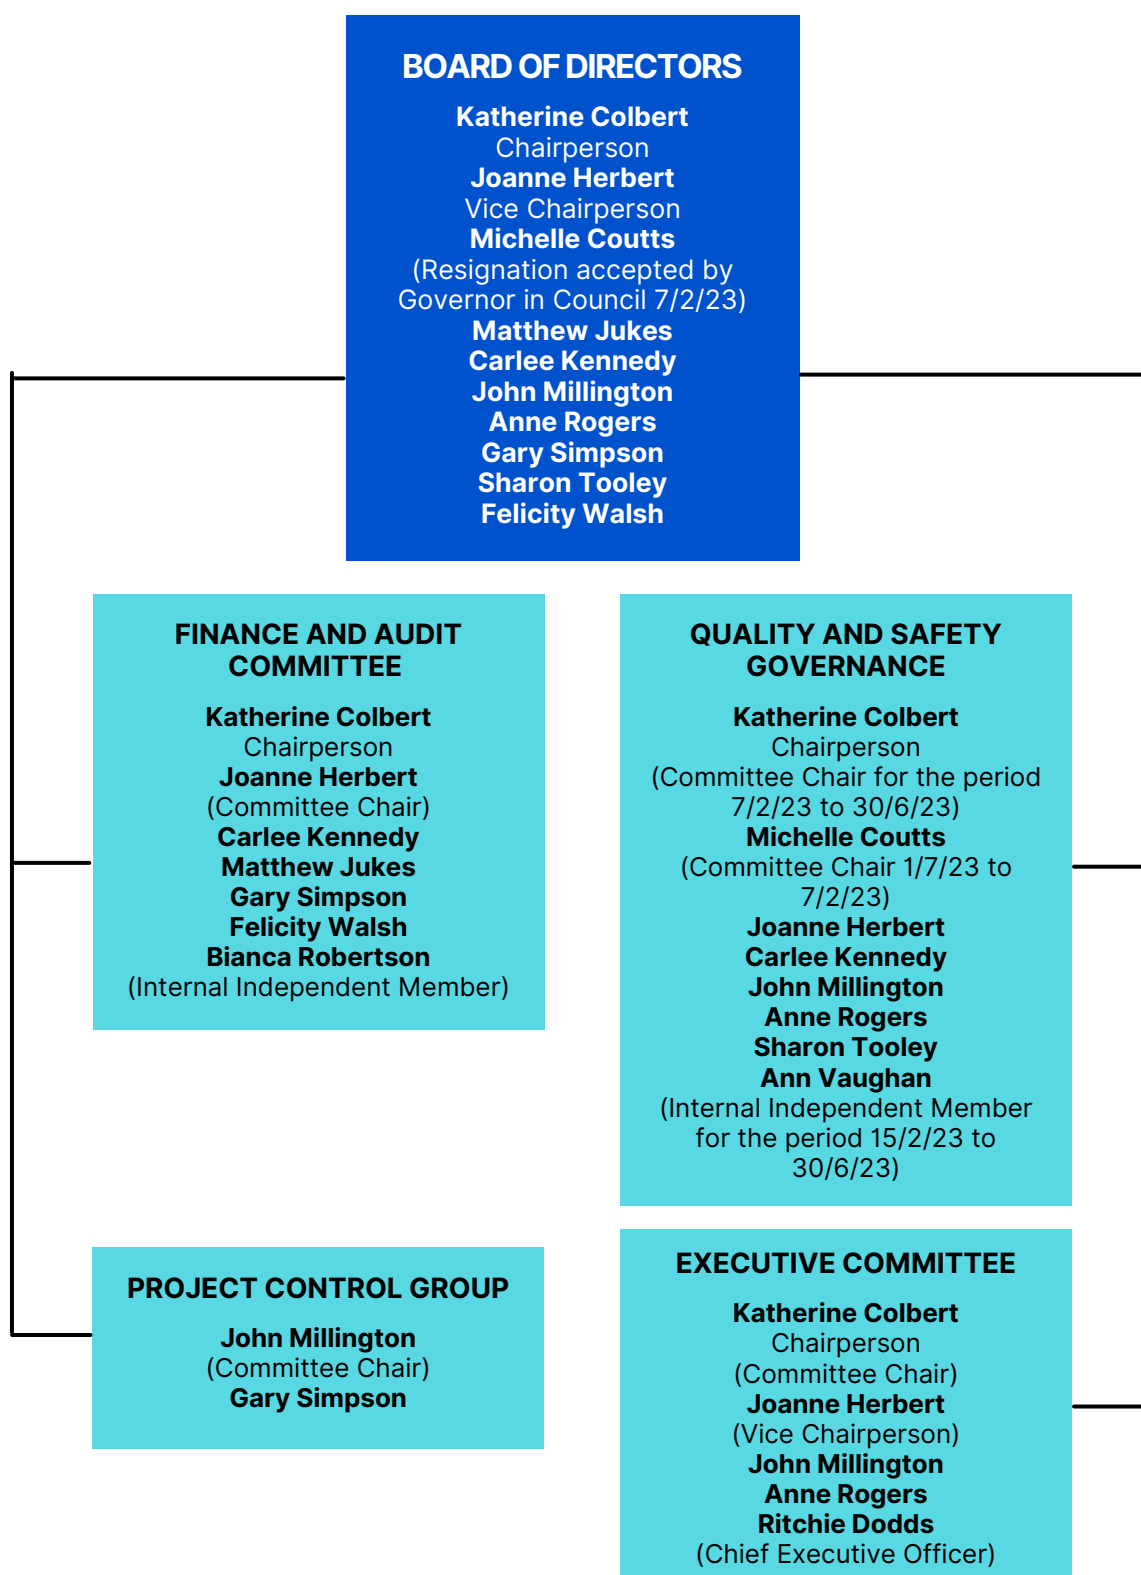 BOARD OF DIRECTORS
Katherine Colbert
Chairperson
Joanne Herbert
Vice Chairperson
Michelle Coutts
(Resignation accepted by
Governor in Council 7/2/23)
Matthew Jukes
Carlee Kennedy
John Millington
Anne Rogers
Gary Simpson
Sharon Tooley
Felicity Walsh
FINANCE AND AUDIT
COMMITTEE
Katherine Colbert
Chairperson
Joanne Herbert
(Committee Chair)
Carlee Kennedy
Matthew Jukes
Gary Simpson
Felicity Walsh
Bianca Robertson
(Internal Independent Member)
QUALITY AND SAFETY
GOVERNANCE
Katherine Colbert
Chairperson
(Committee Chair for the period
7/2/23 to 30/6/23)
Michelle Coutts
(Committee Chair 1/7/23 to
7/2/23)
Joanne Herbert
Carlee Kennedy
John Millington
Anne Rogers
Sharon Tooley
Ann Vaughan
(Internal Independent Member
for the period 15/2/23 to
30/6/23)
PROJECT CONTROL GROUP
John Millington
(Committee Chair)
Gary Simpson
EXECUTIVE COMMITTEE
Katherine Colbert
Chairperson
(Committee Chair)
Joanne Herbert
(Vice Chairperson)
John Millington
Anne Rogers
Ritchie Dodds
(Chief Executive Officer)